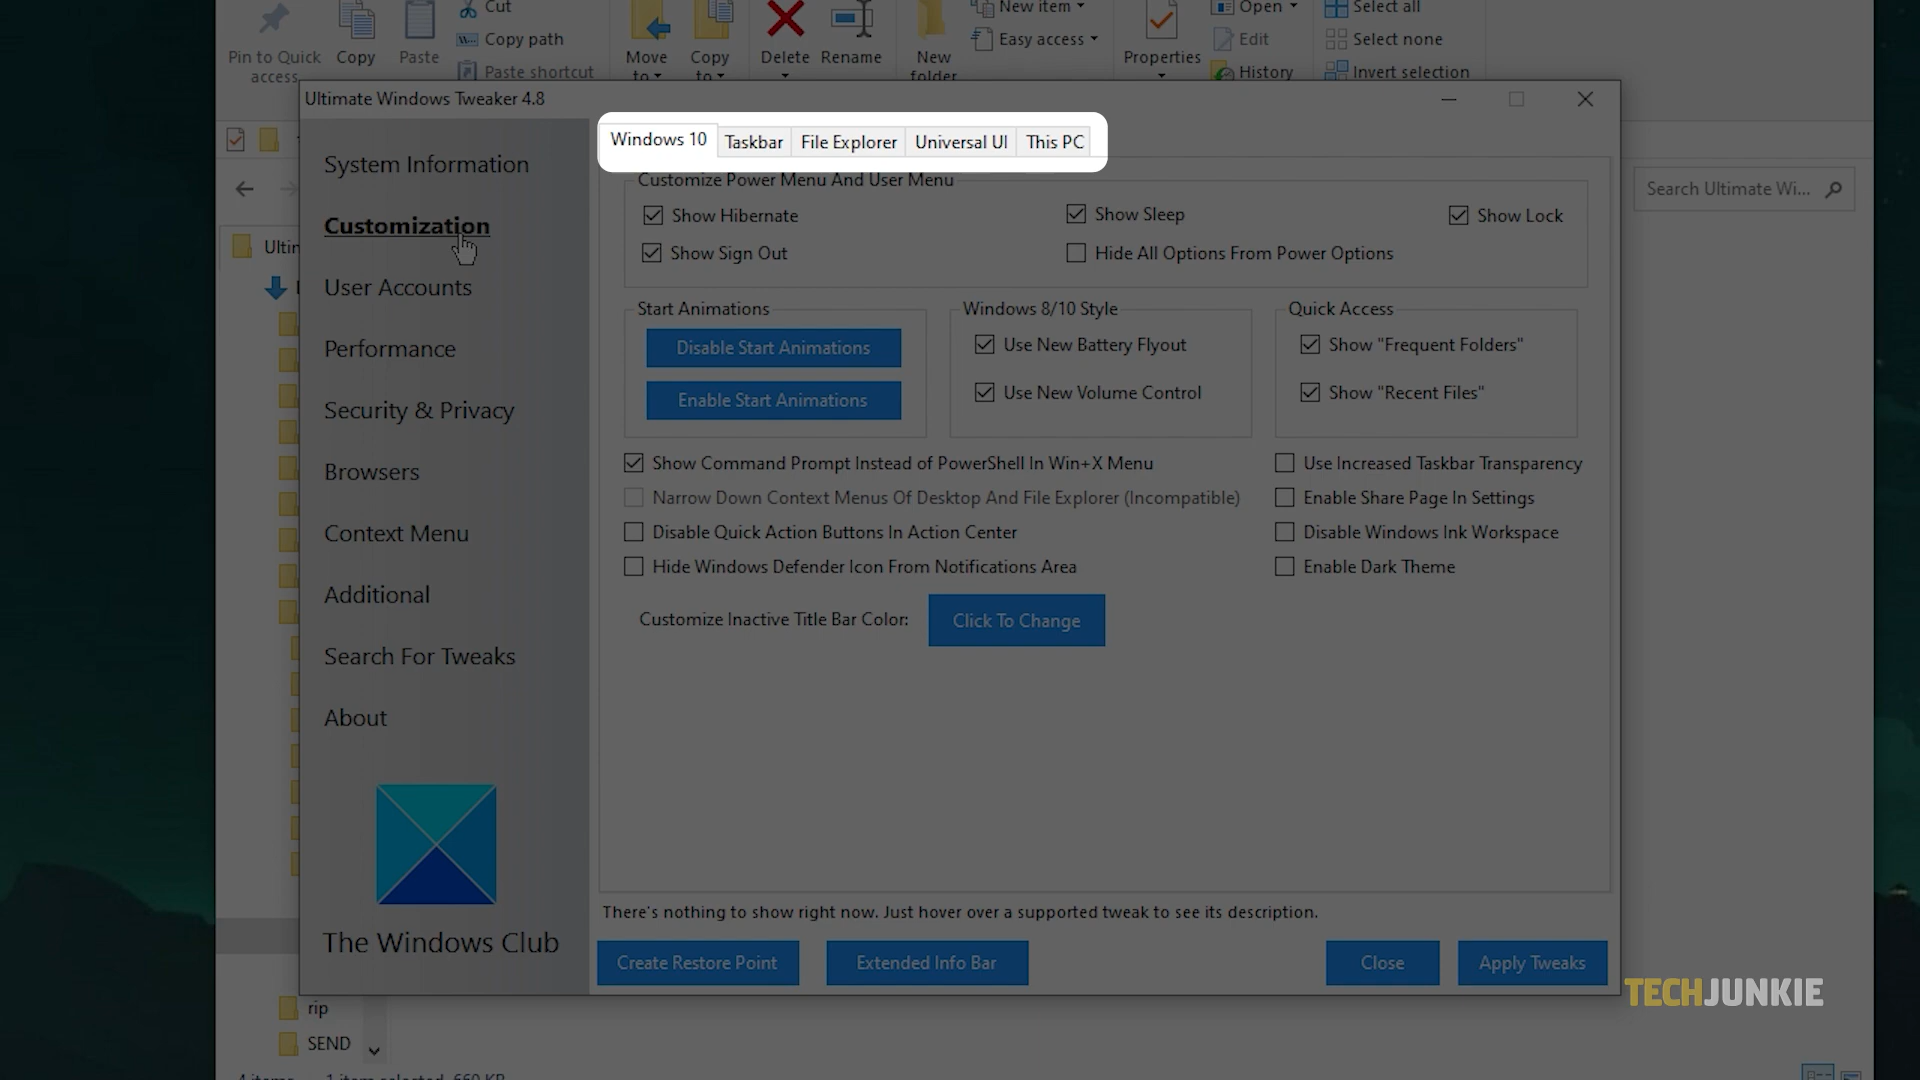 Pin to Quick access
Copy
Paste
Cut
Copy path
Paste shortcut
Move to
Copy to
Delete
Rename
New folder
New item
Easy access
Properties
Open
Edit
History
Select all
Select none
Invert selection
Ultimate Windows Tweaker 4.8
Windows 10
Taskbar
File Explorer
Universal UI
This PC
Search Ultimate Wi...
System Information
Customization
User Accounts
Performance
Security & Privacy
Browsers
Context Menu
Additional
Search For Tweaks
About
The Windows Club
Customize Power Menu And User Menu
Show Hibernate
Show Sleep
Show Lock
Show Sign Out
Hide All Options From Power Options
Start Animations
Disable Start Animations
Enable Start Animations
Windows 8/10 Style
Use New Battery Flyout
Use New Volume Control
Quick Access
Show "Frequent Folders"
Show "Recent Files"
Show Command Prompt Instead of PowerShell In Win+X Menu
Use Increased Taskbar Transparency
Narrow Down Context Menus Of Desktop And File Explorer (Incompatible)
Enable Share Page In Settings
Disable Quick Action Buttons In Action Center
Disable Windows Ink Workspace
Hide Windows Defender Icon From Notifications Area
Enable Dark Theme
Customize Inactive Title Bar Color:
Click To Change
There's nothing to show right now. Just hover over a supported tweak to see its description.
Create Restore Point
Extended Info Bar
Close
Apply Tweaks
rip
SEND
4 items
1 item selected 660 KB
TECHJUNKIE